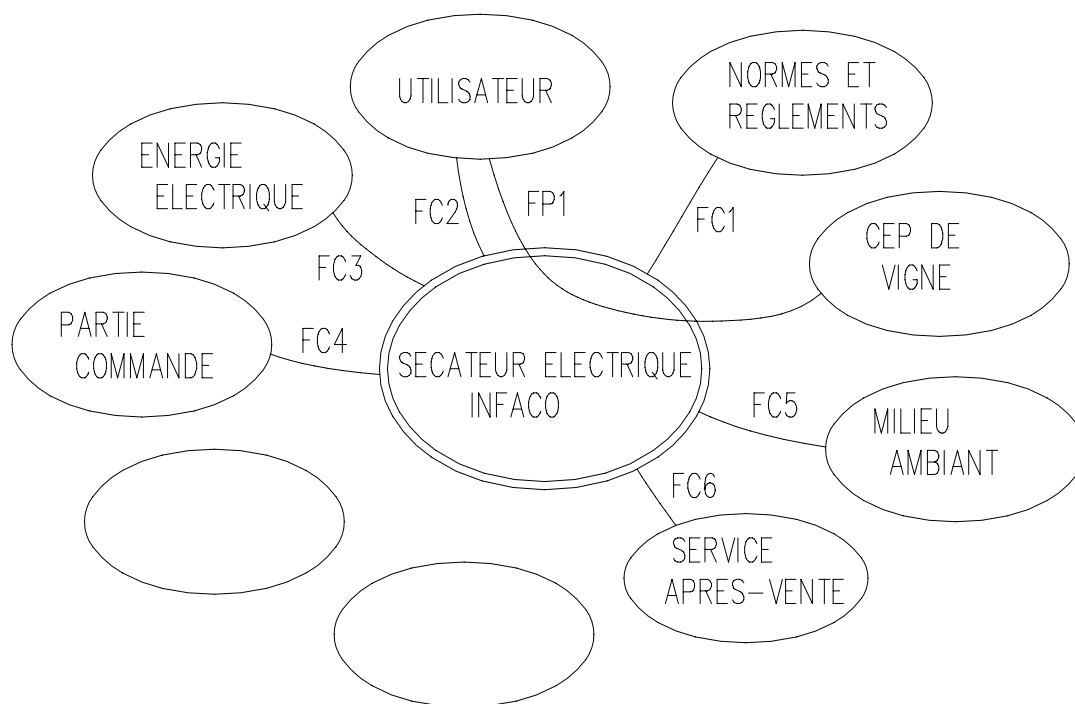 UTILISATEUR
NORMES ET
REGLEMENTS
ENERGIE
ELECTRIQUE
FC2
FP1
FC1
CEP DE
VIGNE
FC3
PARTIE
COMMANDE
FC4
SECATEUR ELECTRIQUE
INFACO
FC5
MILIEU
AMBIANT
FC6
SERVICE
APRES-VENTE